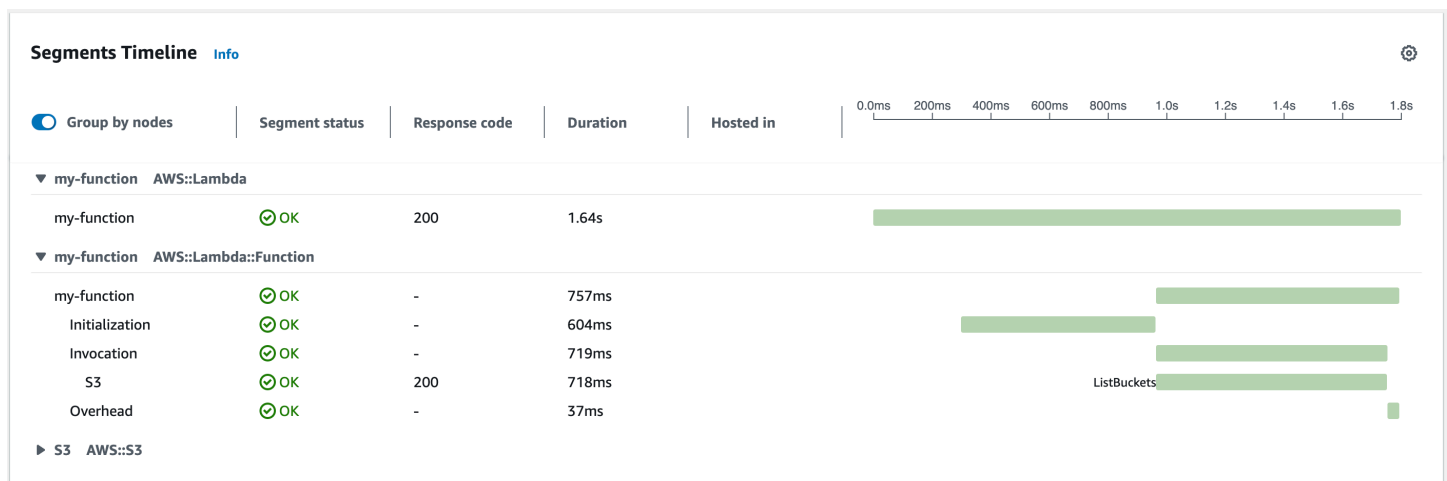 Segments Timeline Info
0.0ms 200ms 400ms 600ms 800ms 1.0s 1.2s 1.4s 1.6s 1.8s
Group by nodes Segment status Response code Duration Hosted in
my-function AWS::Lambda
my-function OK 200 1.64s
my-function AWS::Lambda::Function
my-function OK - 757ms
Initialization OK - 604ms
Invocation OK - 719ms
S3 OK 200 718ms ListBuckets
Overhead OK - 37ms
S3 AWS::S3